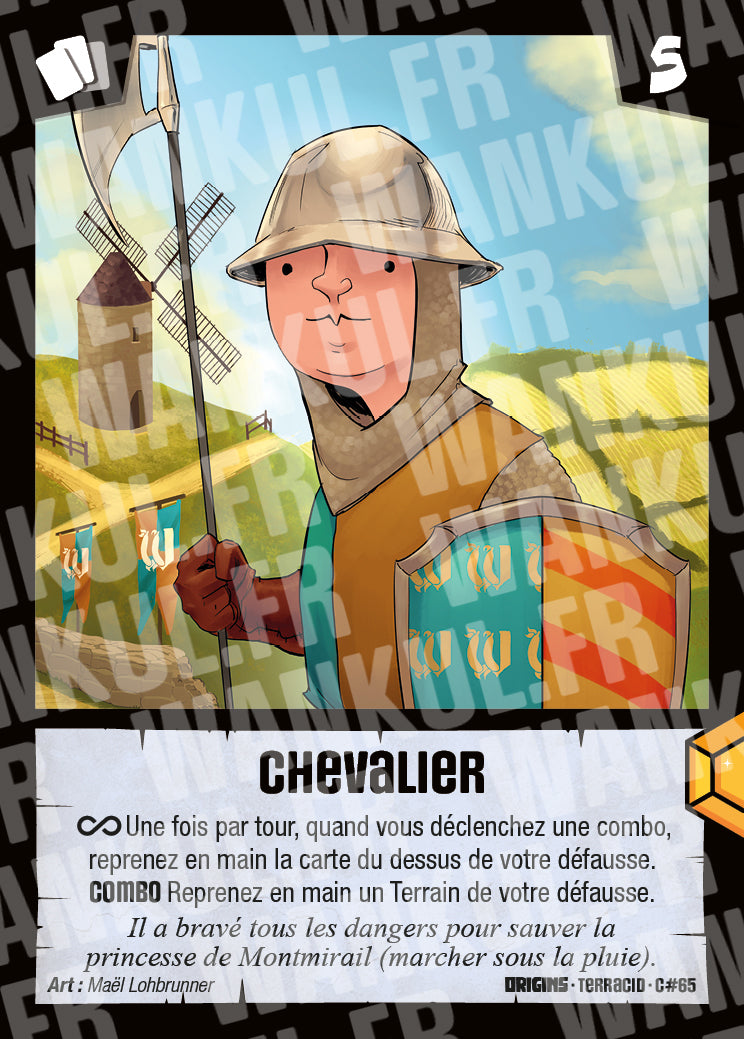 5
W
W
W W W
W W W
CHEVALIER
∞ Une fois par tour, quand vous déclenchez une combo,
reprenez en main la carte du dessus de votre défausse.
COMBO Reprenez en main un Terrain de votre défausse.
Il a bravé tous les dangers pour sauver la
princesse de Montmirail (marcher sous la pluie).
Art : Maël Lohbrunner
ORIGINS · TERRACID · C#65
WANKUL.FR